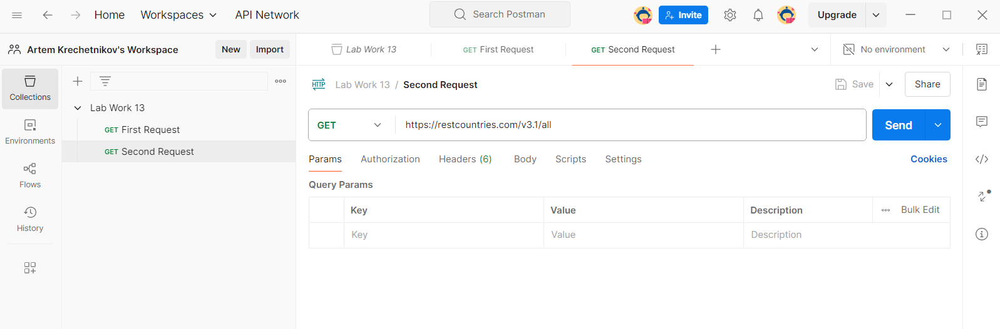 Home Workspaces API Network Search Postman Invite Upgrade
Artem Krechetnikov's Workspace New Import Lab Work 13 GET First Request GET Second Request No environment
Collections
Environments
Flows
History
Lab Work 13
GET First Request
GET Second Request
HTTP Lab Work 13 / Second Request Save Share
GET https://restcountries.com/v3.1/all Send
Params Authorization Headers (6) Body Scripts Settings Cookies
Query Params
Key Value Description Bulk Edit
Key Value Description